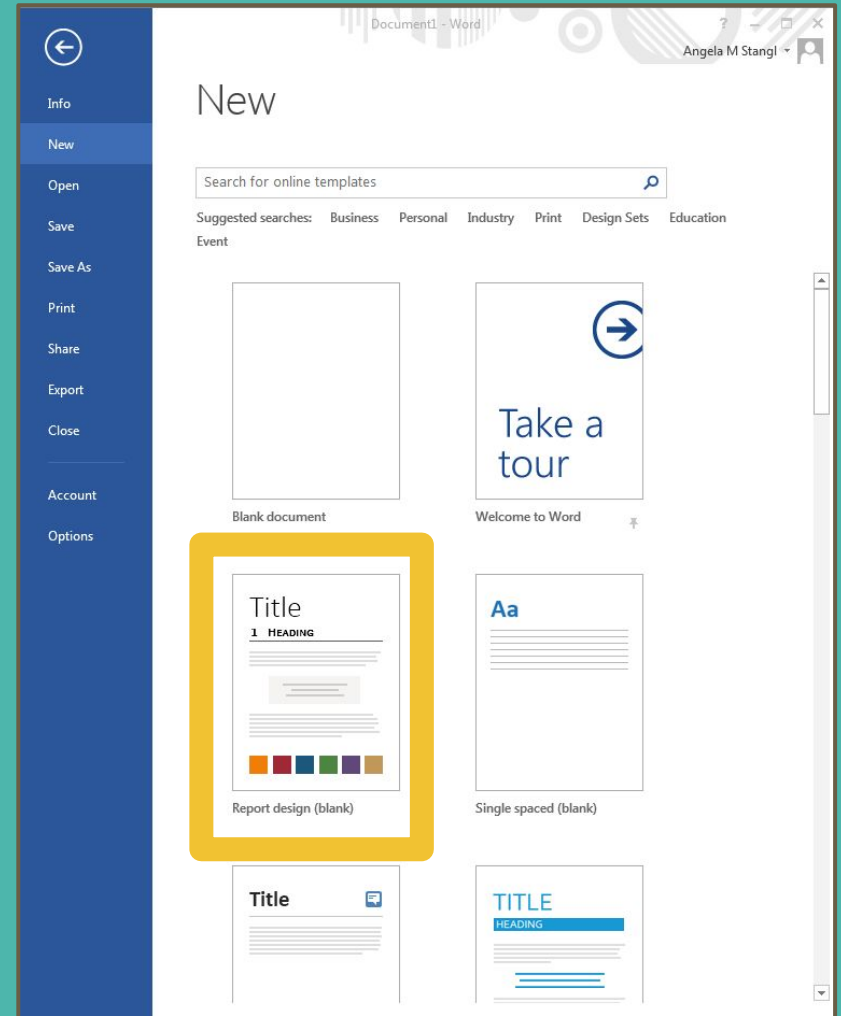 Document1 - Word
?
Angela M Stangl
Info
New
Open
Save
Save As
Print
Share
Export
Close
Account
Options
New
Search for online templates
Suggested searches: Business Personal Industry Print Design Sets Education
Event
Take a
tour
Blank document
Welcome to Word
Title
1 HEADING
Aa
Report design (blank)
Single spaced (blank)
Title
TITLE
HEADING